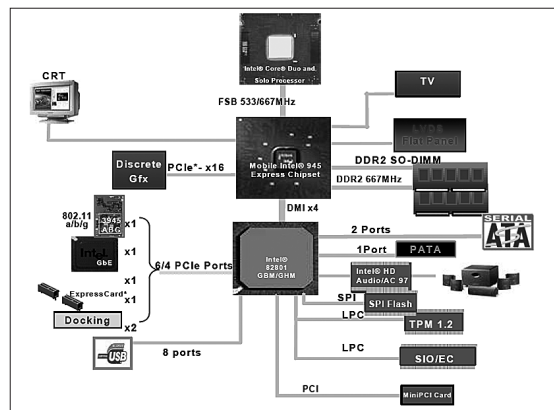 Intel® Core® Duo and
Solo Processor
CRT
FSB 533/667MHz
TV
LVDS
Flat Panel
Mobile Intel® 945
Express Chipset
Discrete
Gfx
PCIe*- x16
DDR2 SO-DIMM
DDR2 667MHz
DMI x4
802.11
a/b/g
3945
ABG
x1
intel
GbE
x1
ExpressCard*
x1
x1
Docking
x2
6/4 PCIe Ports
Intel®
82801
GBM/GHM
2 Ports
SERIAL
ATA
1Port
PATA
Intel® HD
Audio/AC 97
SPI
SPI Flash
LPC
TPM 1.2
LPC
SIO/EC
USB
8 ports
PCI
MiniPCI Card